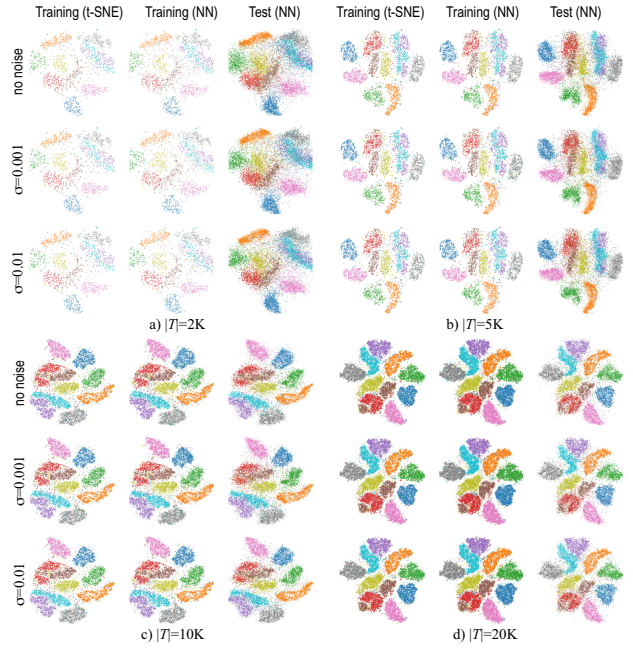 Training (t-SNE) Training (NN) Test (NN) Training (t-SNE) Training (NN) Test (NN)
no noise
σ=0.001
σ=0.01
a) |T|=2K b) |T|=5K
no noise
σ=0.001
σ=0.01
c) |T|=10K d) |T|=20K